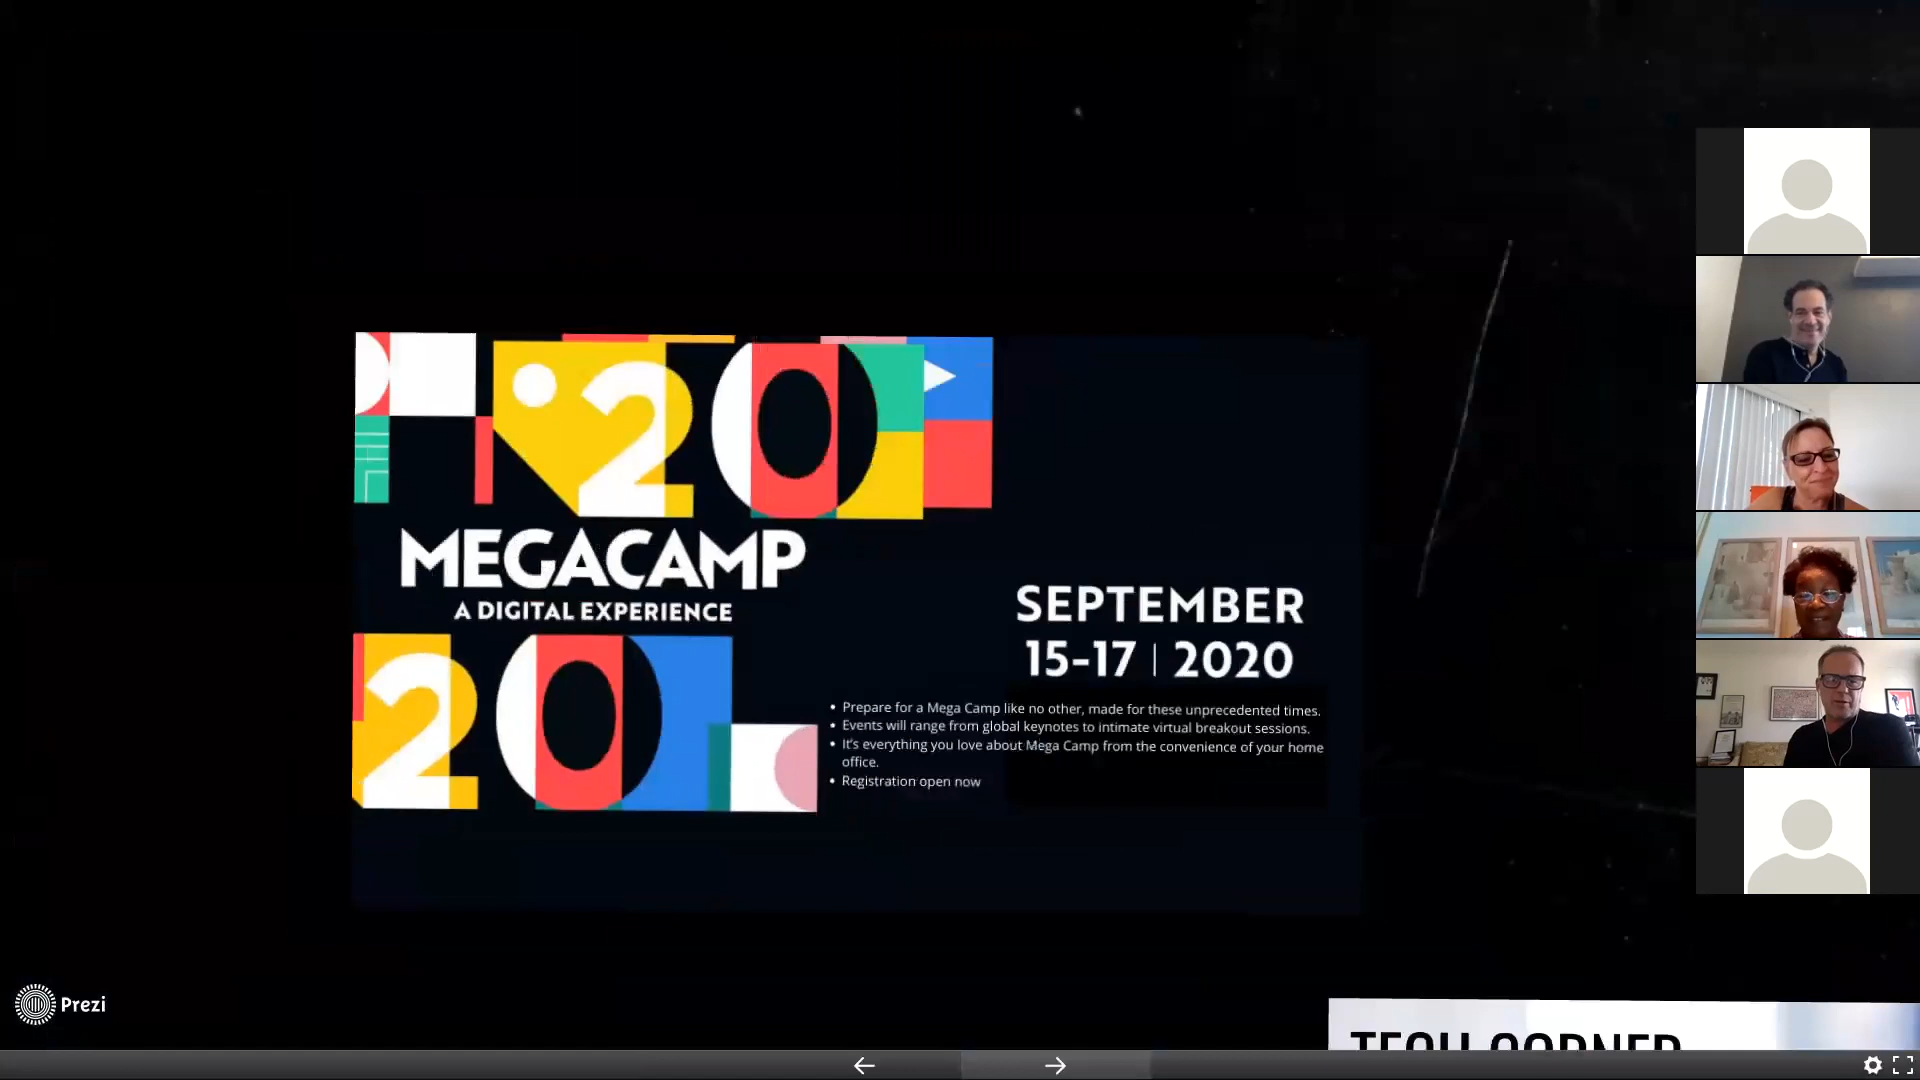 20
MEGACAMP
A DIGITAL EXPERIENCE
20
SEPTEMBER
15-17 | 2020
• Prepare for a Mega Camp like no other, made for these unprecedented times.
• Events will range from global keynotes to intimate virtual breakout sessions.
• It's everything you love about Mega Camp from the convenience of your home
office.
• Registration open now
Prezi
TECH CORNER